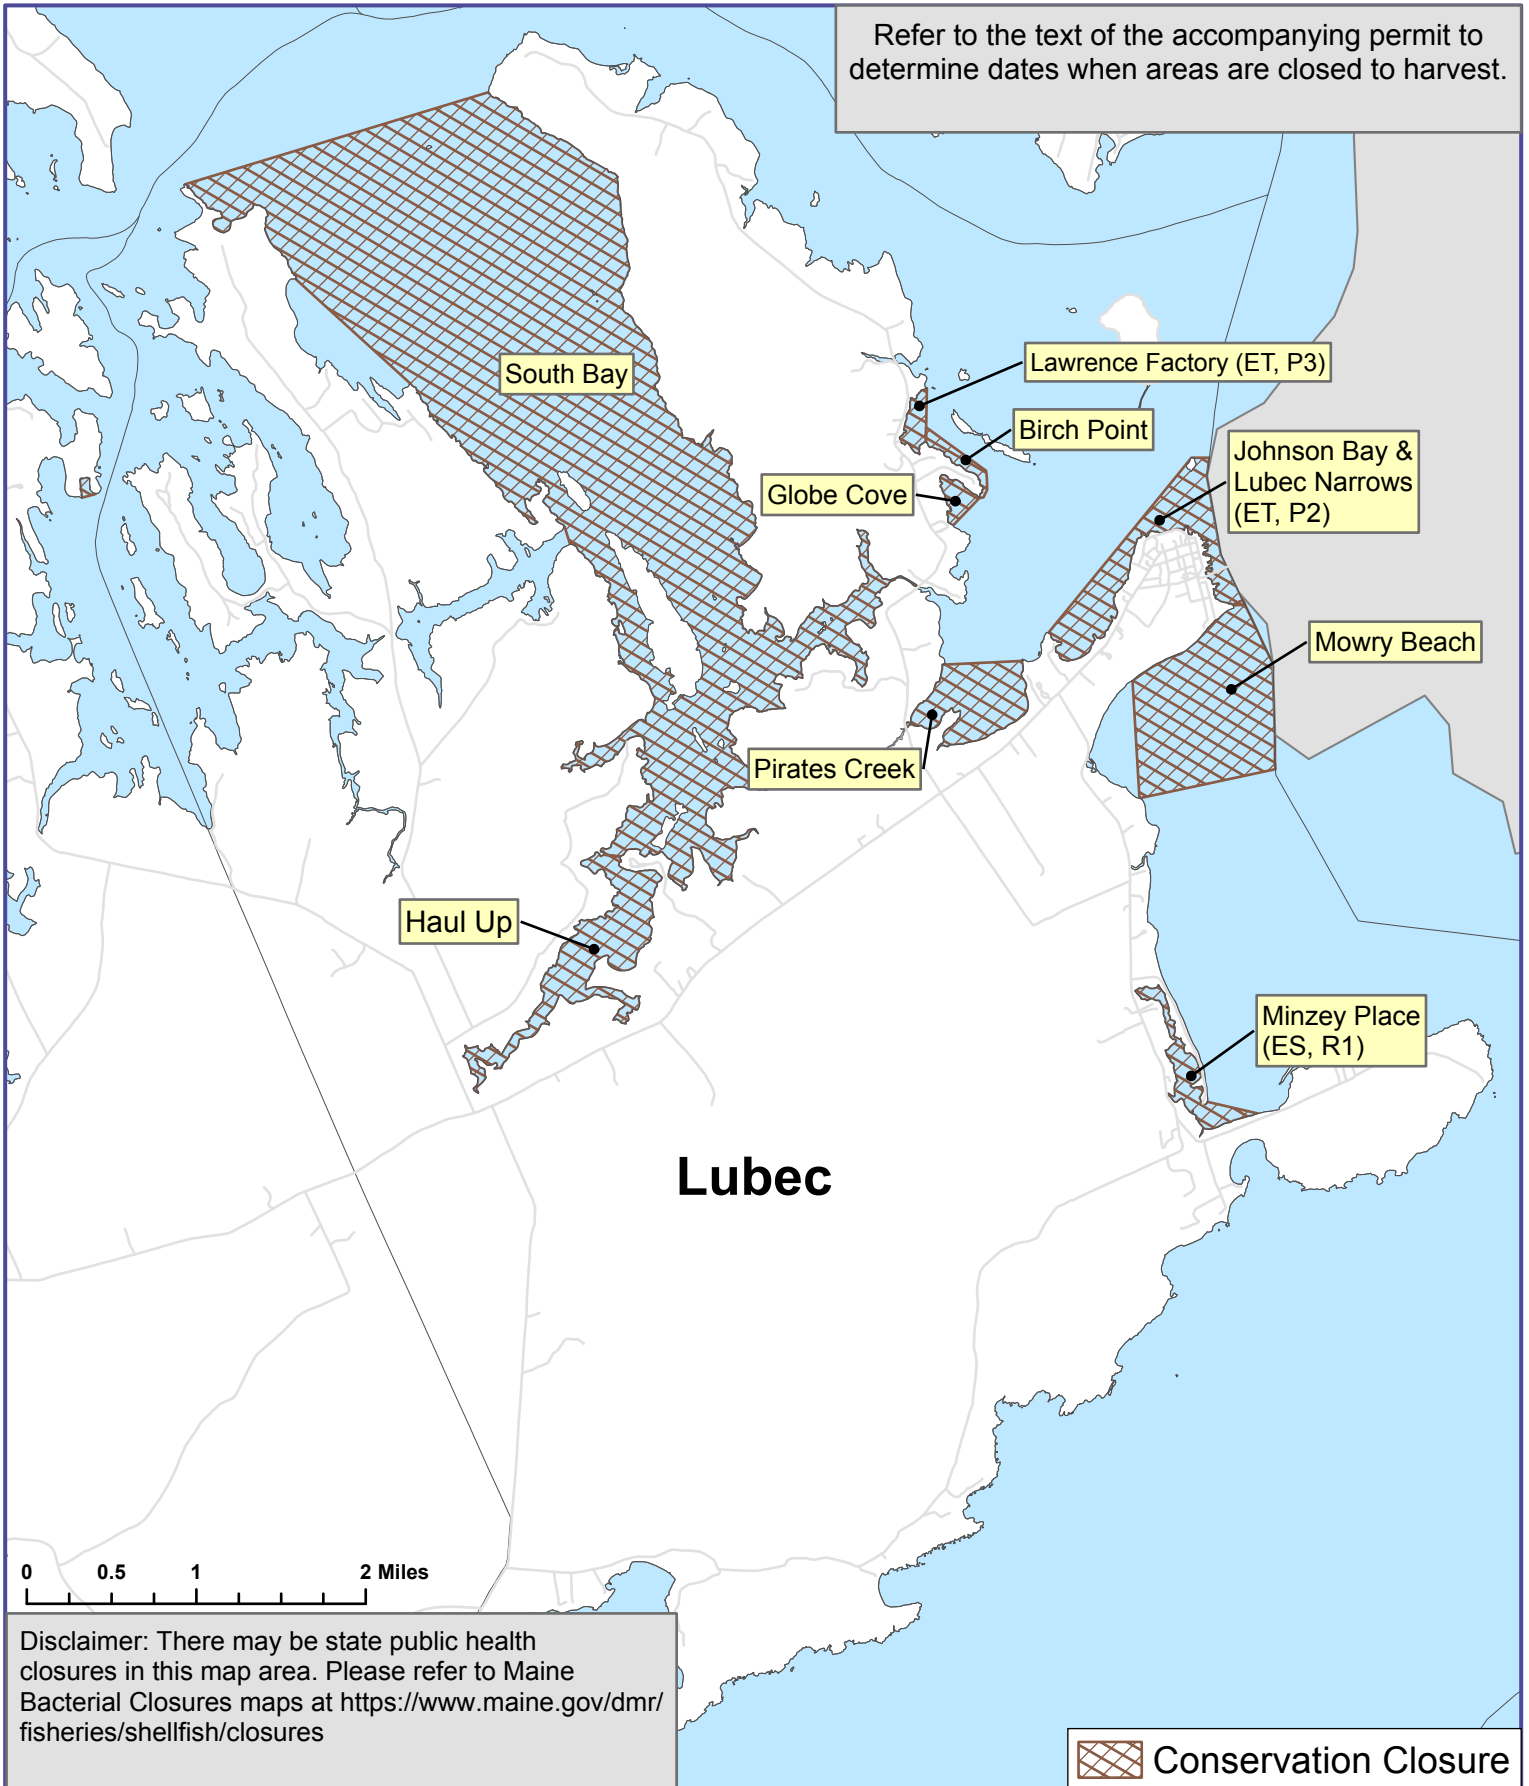 Refer to the text of the accompanying permit to
determine dates when areas are closed to harvest.
South Bay
Lawrence Factory (ET, P3)
Birch Point
Johnson Bay &
Lubec Narrows
(ET, P2)
Globe Cove
Mowry Beach
Pirates Creek
Haul Up
Minzey Place
(ES, R1)
Lubec
0 0.5 1 2 Miles
Disclaimer: There may be state public health
closures in this map area. Please refer to Maine
Bacterial Closures maps at https://www.maine.gov/dmr/
fisheries/shellfish/closures
Conservation Closure